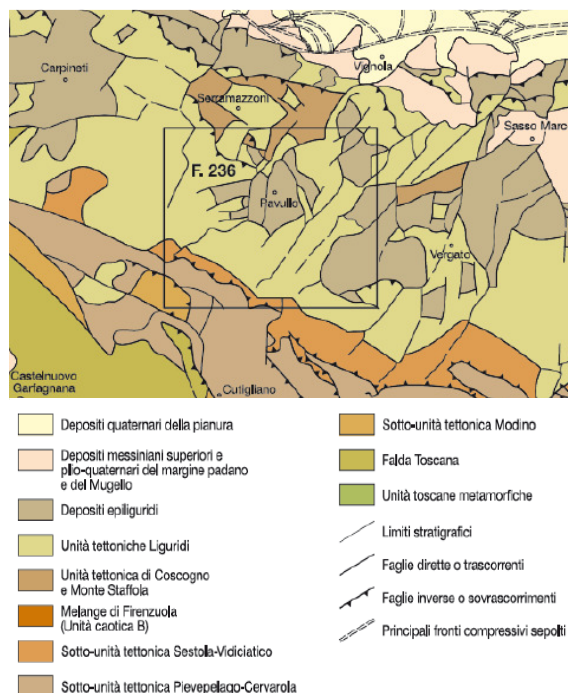 Carpineti
Vignola
Serramazzoni
Sasso Marc
F. 236
Pavullo
Vergato
Castelnuovo
Garfagnana
Cutigliano
Depositi quaternari della pianura
Depositi messiniani superiori e
plio-quaternari del margine padano
e del Mugello
Depositi epiliguridi
Unità tettoniche Liguridi
Unità tettonica di Coscogno
e Monte Staffola
Melange di Firenzuola
(Unità caotica B)
Sotto-unità tettonica Sestola-Vidiciatico
Sotto-unità tettonica Pievepelago-Cervarola
Sotto-unità tettonica Modino
Falda Toscana
Unità toscane metamorfiche
Limiti stratigrafici
Faglie dirette o trascorrenti
Faglie inverse o sovrascorrimenti
Principali fronti compressivi sepolti